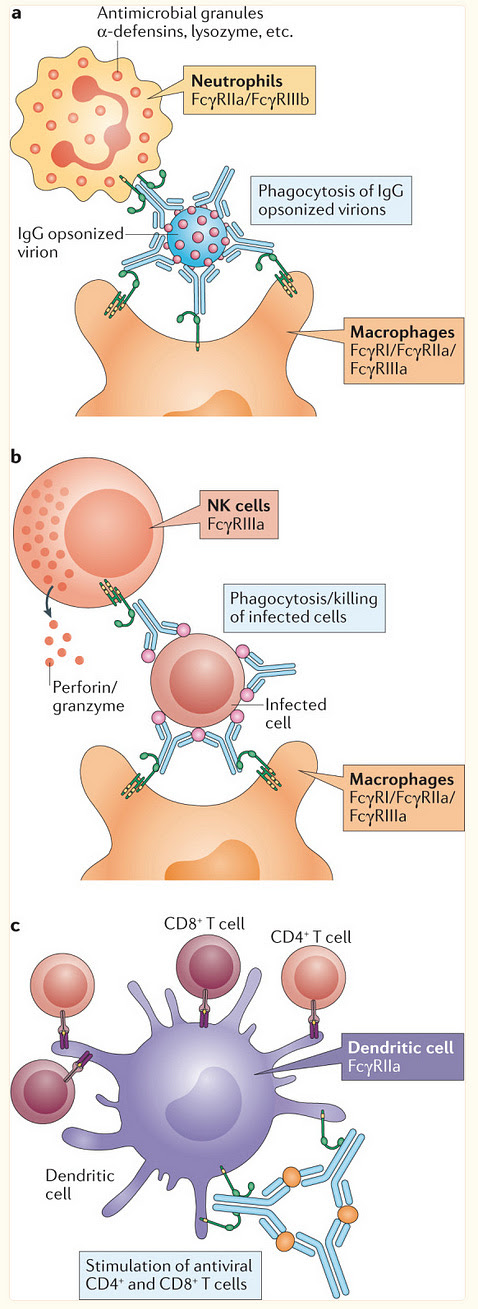 a
Antimicrobial granules
α-defensins, lysozyme, etc.
Neutrophils
FcγRIIa/FcγRIIIb
Phagocytosis of IgG
opsonized virions
IgG opsonized
virion
Macrophages
FcγRI/FcγRIIa/
FcγRIIIa
b
NK cells
FcγRIIIa
Phagocytosis/killing
of infected cells
Perforin/
granzyme
Infected
cell
Macrophages
FcγRI/FcγRIIa/
FcγRIIIa
c
CD8⁺ T cell
CD4⁺ T cell
Dendritic cell
FcγRIIa
Dendritic
cell
Stimulation of antiviral
CD4⁺ and CD8⁺ T cells